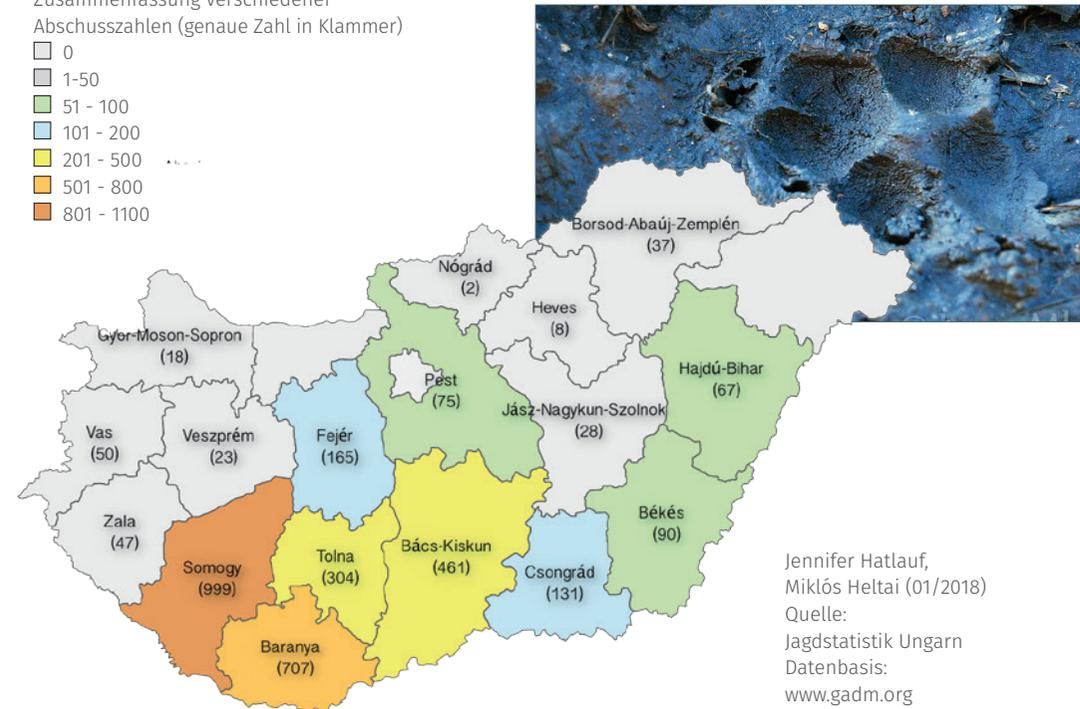 Zusammenfassung verschiedener
Abschusszahlen (genaue Zahl in Klammer)
0
1-50
51 - 100
101 - 200
201 - 500
501 - 800
801 - 1100
Borsod-Abaúj-Zemplén
(37)
Nógrád
(2)
Heves
(8)
Gyor-Moson-Sopron
(18)
Hajdú-Bihar
(67)
Pest
(75)
Jász-Nagykun-Szolnok
(28)
Vas
(50)
Veszprém
(23)
Fejér
(165)
Zala
(47)
Békés
(90)
Bács-Kiskun
(461)
Tolna
(304)
Somogy
(999)
Csongrád
(131)
Baranya
(707)
Jennifer Hatlauf,
Miklós Heltai (01/2018)
Quelle:
Jagdstatistik Ungarn
Datenbasis:
www.gadm.org